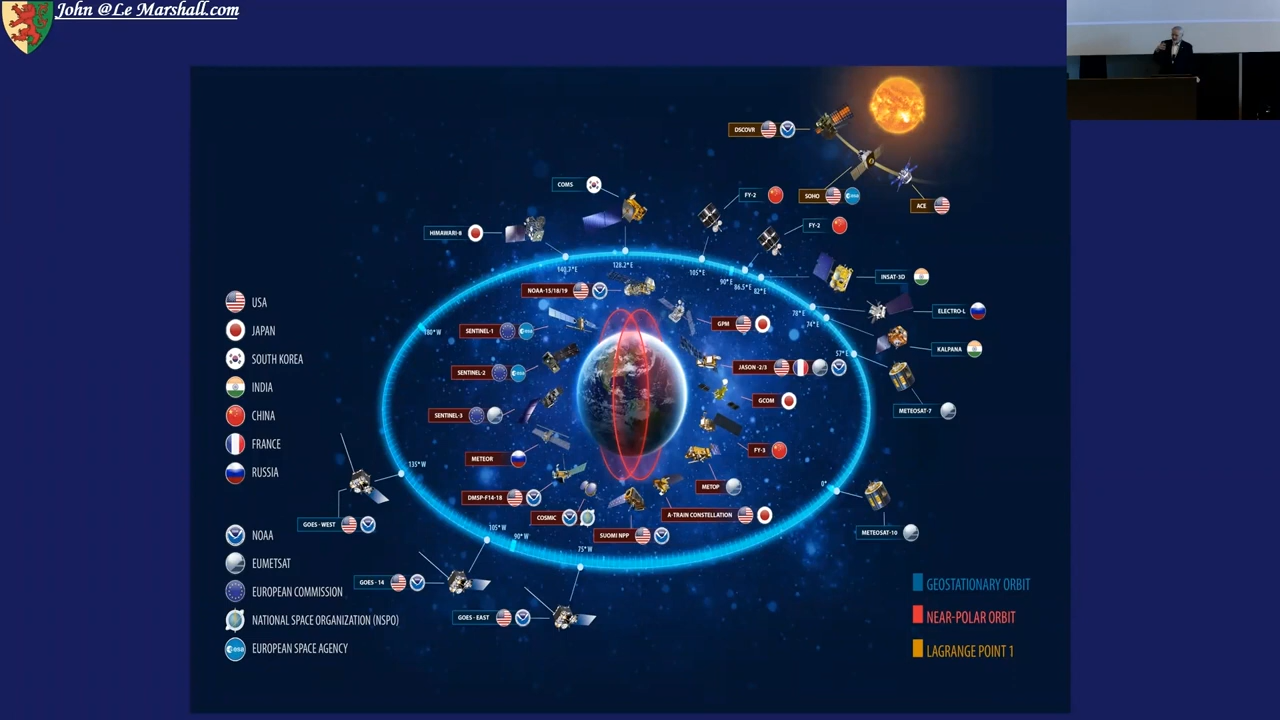 John @Le Marshall.com
DSCOVR
SOHO
ACE
COMS
FY-2
FY-2
HIMAWARI-8
INSAT-3D
ELECTRO-L
KALPANA
METEOSAT-7
METEOSAT-10
140.7°E
128.2°E
105°E
90°E
86.5°E
82°E
78°E
74°E
57°E
0°
180°W
135°W
105°W
90°W
75°W
NOAA-15/18/19
SENTINEL-1
SENTINEL-2
SENTINEL-3
METEOR
DMSP-F14-18
COSMIC
SUOMI NPP
GPM
JASON -2/3
GCOM
FY-3
METOP
A-TRAIN CONSTELLATION
GOES - WEST
GOES - 14
GOES - EAST
USA
JAPAN
SOUTH KOREA
INDIA
CHINA
FRANCE
RUSSIA
NOAA
EUMETSAT
EUROPEAN COMMISSION
NATIONAL SPACE ORGANIZATION (NSPO)
esa EUROPEAN SPACE AGENCY
GEOSTATIONARY ORBIT
NEAR-POLAR ORBIT
LAGRANGE POINT 1